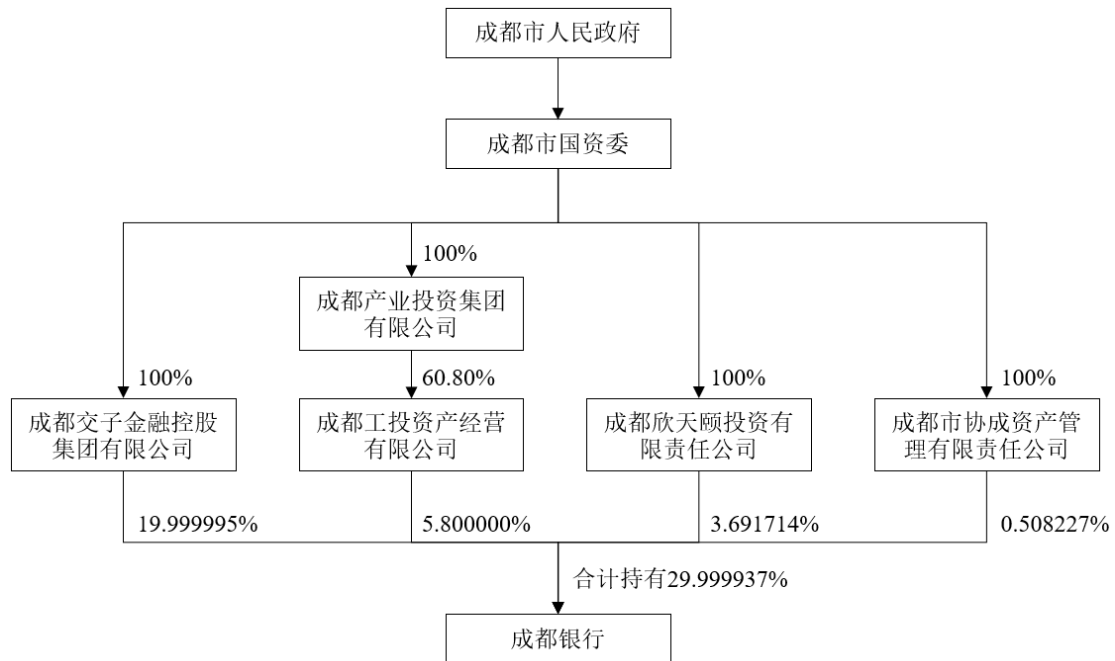 成都市人民政府
成都市国资委
100%
成都产业投资集团
有限公司
100%
60.80%
100%
100%
成都交子金融控股
集团有限公司
成都工投资产经营
有限公司
成都欣天颐投资有
限责任公司
成都市协成资产管
理有限责任公司
19.999995%
5.800000%
3.691714%
0.508227%
合计持有29.999937%
成都银行